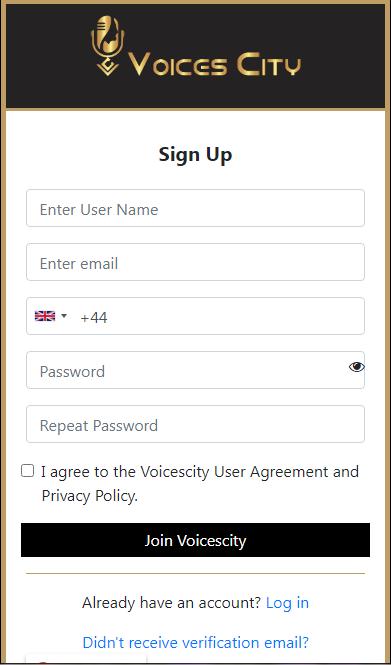 Voices City
Sign Up
Enter User Name
Enter email
+44
Password
Repeat Password
I agree to the Voicescity User Agreement and
Privacy Policy.
Join Voicescity
Already have an account? Log in
Didn't receive verification email?